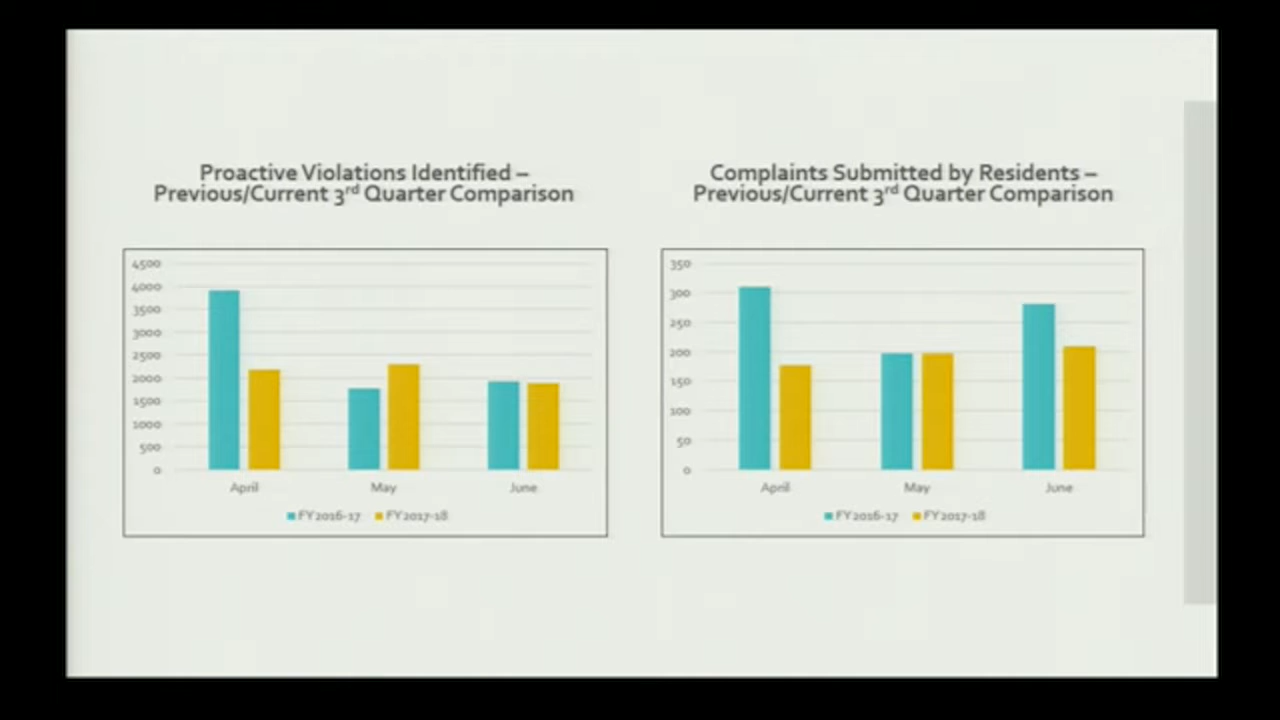 Proactive Violations Identified –
Previous/Current 3rd Quarter Comparison
4500
4000
3500
3000
2500
2000
1500
1000
500
0
April May June
FY2016-17 FY2017-18
Complaints Submitted by Residents –
Previous/Current 3rd Quarter Comparison
350
300
250
200
150
100
50
0
April May June
FY2016-17 FY2017-18